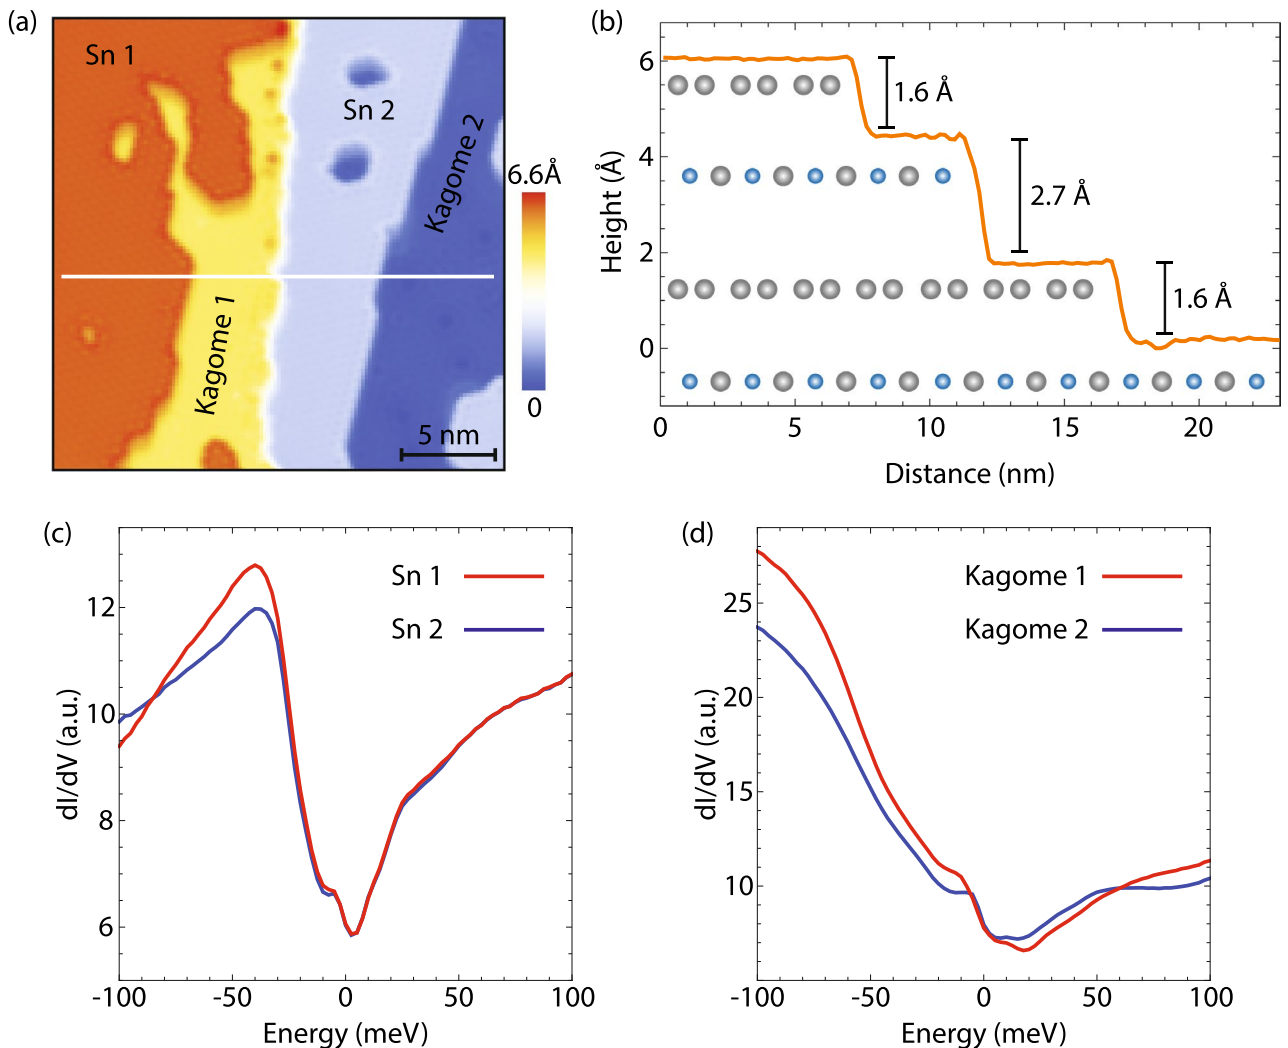 (a)
Sn 1
Sn 2
Kagome 1
Kagome 2
6.6Å
0
5 nm
(b)
Height (Å)
6
4
2
0
1.6 Å
2.7 Å
1.6 Å
0 5 10 15 20
Distance (nm)
(c)
dI/dV (a.u.)
12
10
8
6
Sn 1
Sn 2
-100 -50 0 50 100
Energy (meV)
(d)
dI/dV (a.u.)
25
20
15
10
Kagome 1
Kagome 2
-100 -50 0 50 100
Energy (meV)